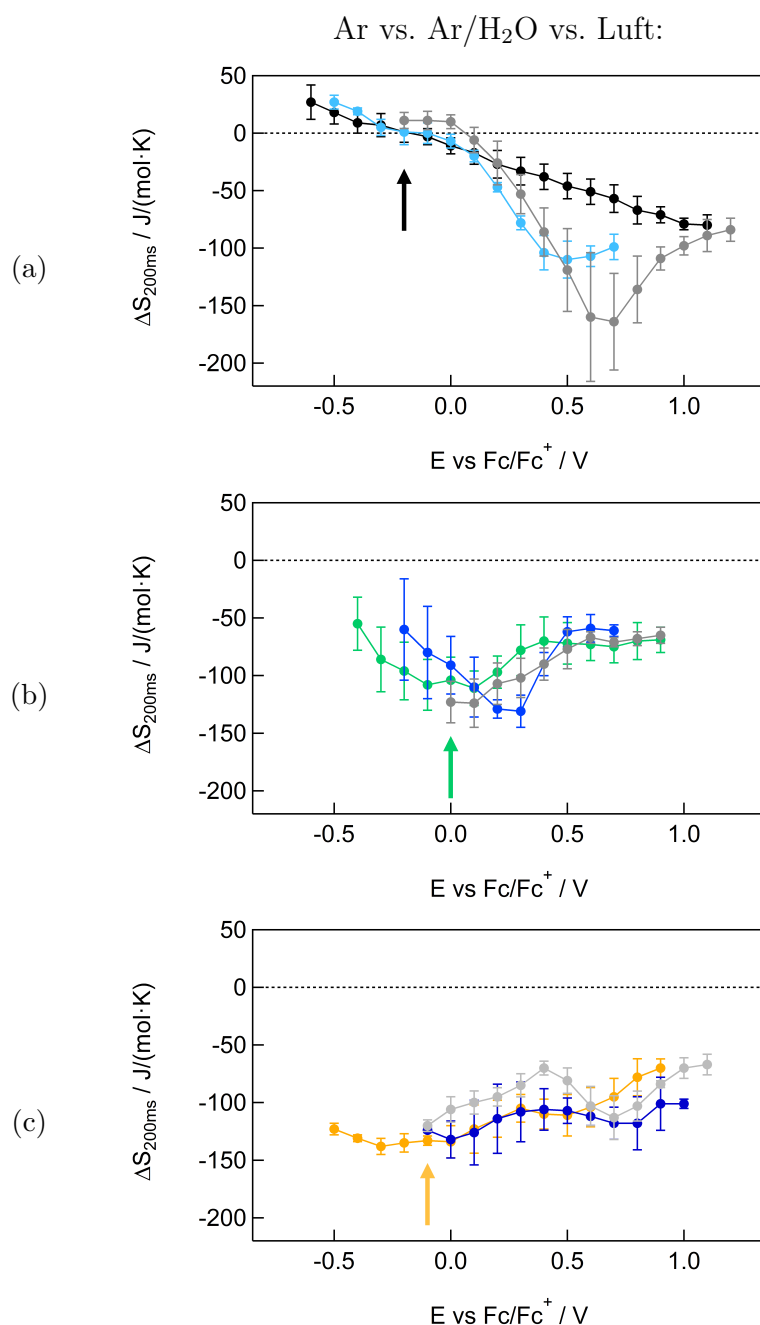 Ar vs. Ar/H₂O vs. Luft:
(a)
ΔS₂₀₀ₘₛ / J/(mol·K)
50
0
-50
-100
-150
-200
-0.5 0.0 0.5 1.0
E vs Fc/Fc⁺ / V
(b)
ΔS₂₀₀ₘₛ / J/(mol·K)
50
0
-50
-100
-150
-200
-0.5 0.0 0.5 1.0
E vs Fc/Fc⁺ / V
(c)
ΔS₂₀₀ₘₛ / J/(mol·K)
50
0
-50
-100
-150
-200
-0.5 0.0 0.5 1.0
E vs Fc/Fc⁺ / V